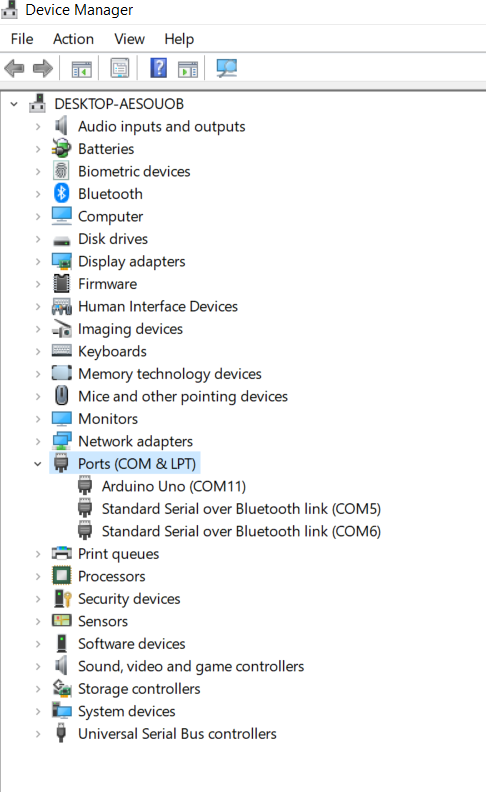 Device Manager
File Action View Help
DESKTOP-AESOUOB
Audio inputs and outputs
Batteries
Biometric devices
Bluetooth
Computer
Disk drives
Display adapters
Firmware
Human Interface Devices
Imaging devices
Keyboards
Memory technology devices
Mice and other pointing devices
Monitors
Network adapters
Ports (COM & LPT)
Arduino Uno (COM11)
Standard Serial over Bluetooth link (COM5)
Standard Serial over Bluetooth link (COM6)
Print queues
Processors
Security devices
Sensors
Software devices
Sound, video and game controllers
Storage controllers
System devices
Universal Serial Bus controllers